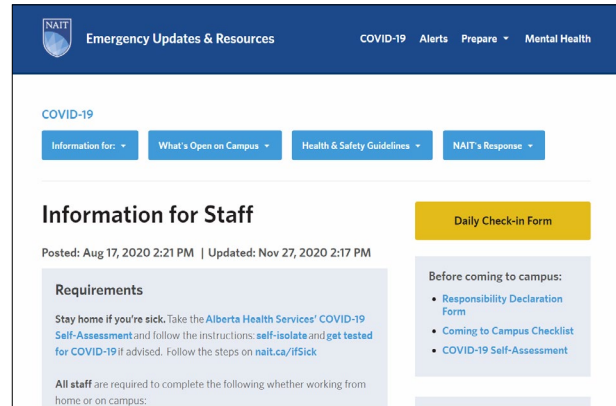 NAIT
Emergency Updates & Resources
COVID-19 Alerts Prepare Mental Health
COVID-19
Information for:
What's Open on Campus
Health & Safety Guidelines
NAIT's Response
Information for Staff
Posted: Aug 17, 2020 2:21 PM | Updated: Nov 27, 2020 2:17 PM
Requirements
Stay home if you're sick. Take the Alberta Health Services' COVID-19
Self-Assessment and follow the instructions: self-isolate and get tested
for COVID-19 if advised. Follow the steps on nait.ca/ifSick
All staff are required to complete the following whether working from
home or on campus:
Daily Check-in Form
Before coming to campus:
• Responsibility Declaration
Form
• Coming to Campus Checklist
• COVID-19 Self-Assessment